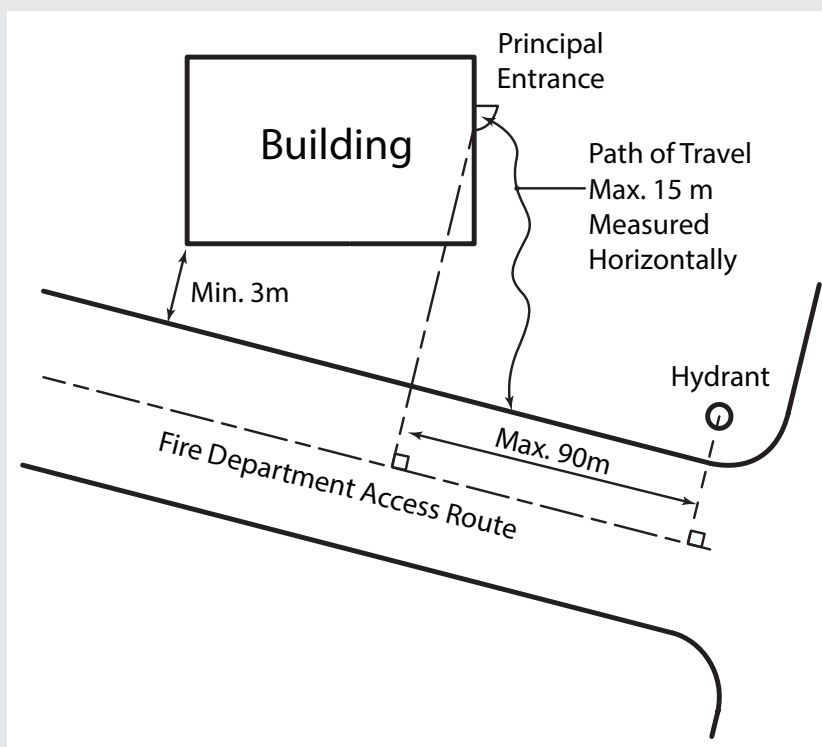 Principal
Entrance
Building
Path of Travel
Max. 15 m
Measured
Horizontally
Min. 3m
Hydrant
Max. 90m
Fire Department Access Route